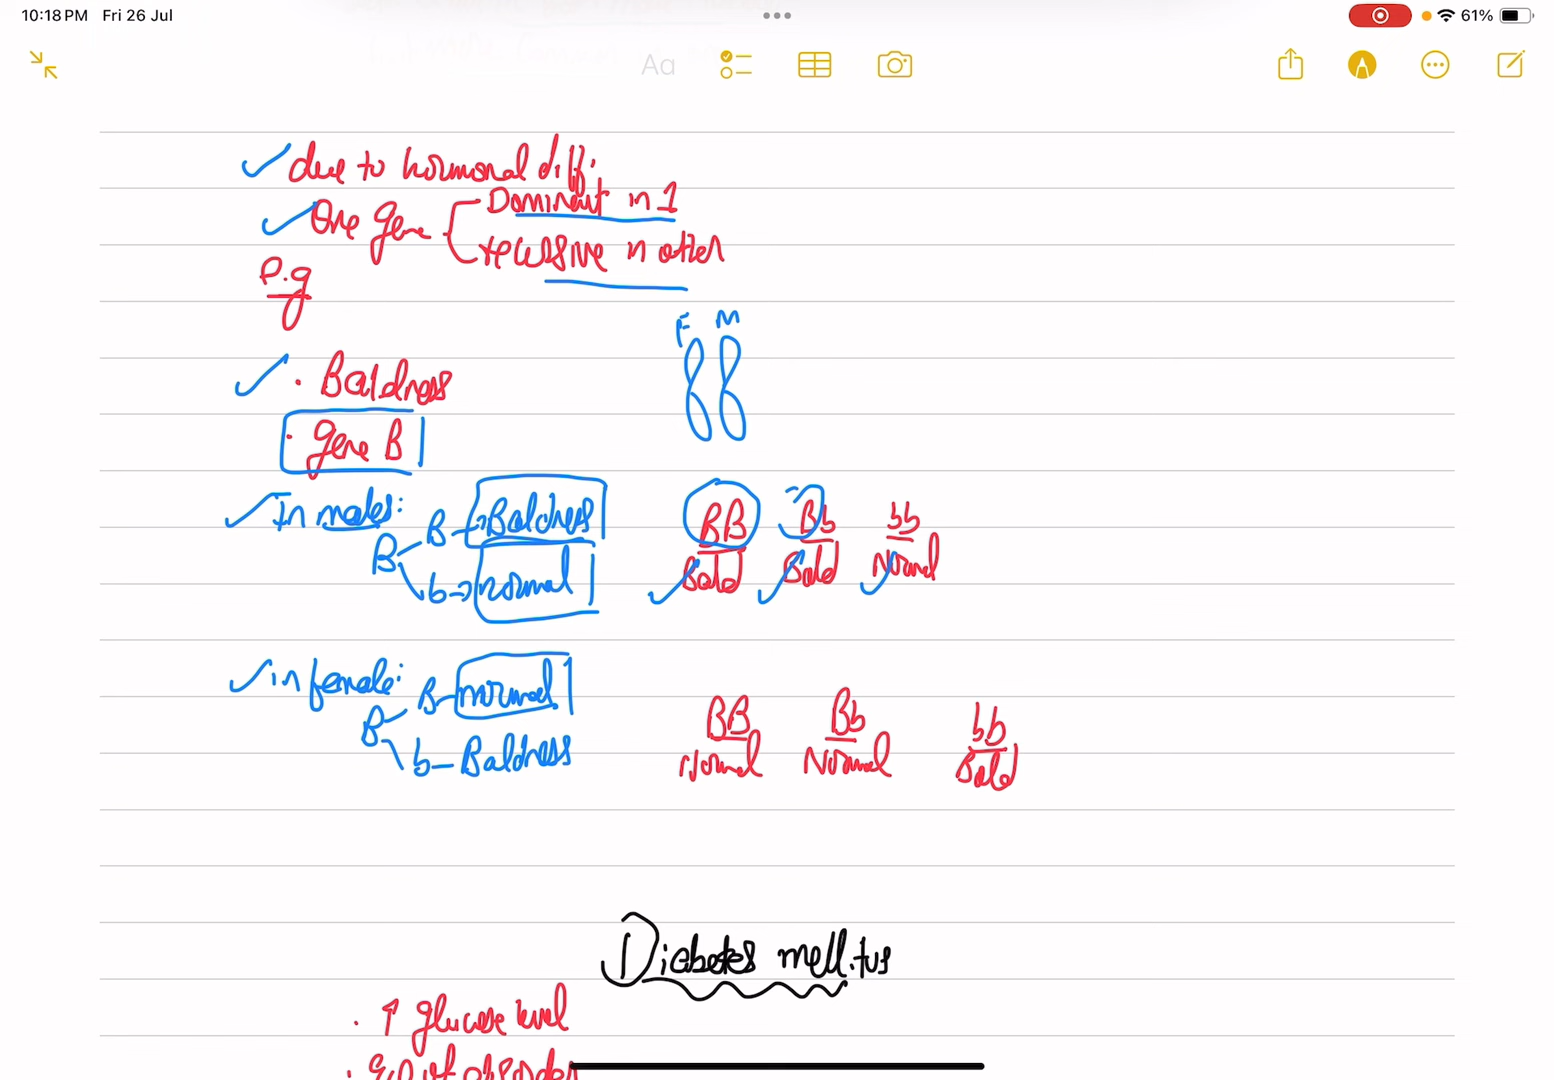 10:18 PM Fri 26 Jul
61%
Aa
due to hormonal diff:
One gene
Dominant in 1
recessive in other
e.g
F M
· Baldness
· gene B
In males:
B
B → Baldness
b → normal
BB Bb bb
Bald Bald Normal
in female:
B
B - normal
b - Baldness
BB Bb bb
Normal Normal Bald
Diabetes mellitus
· ↑ glucose level